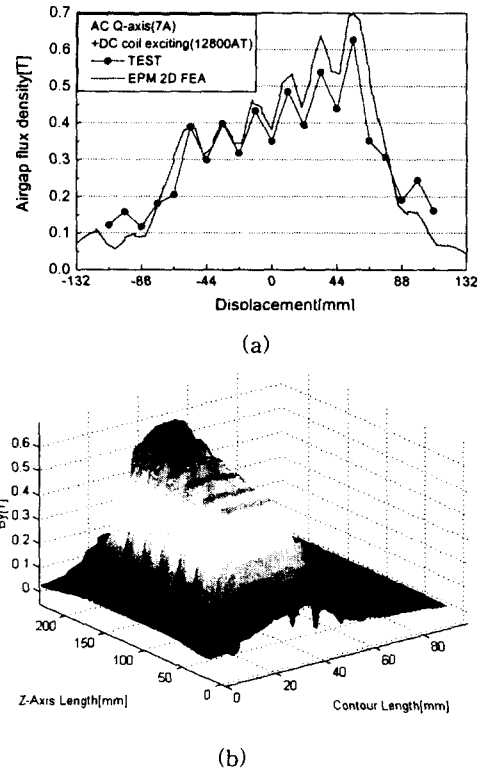 AC Q-axis(7A)
+DC coil exciting(12800AT)
TEST
EPM 2D FEA
Airgap flux density[T]
0.7
0.6
0.5
0.4
0.3
0.2
0.1
0.0
-132 -88 -44 0 44 88 132
Displacement[mm]
(a)
By[T]
0.6
0.5
0.4
0.3
0.2
0.1
0
200
150
100
50
0
0
20
40
60
80
Z-Axis Length[mm]
Contour Length[mm]
(b)